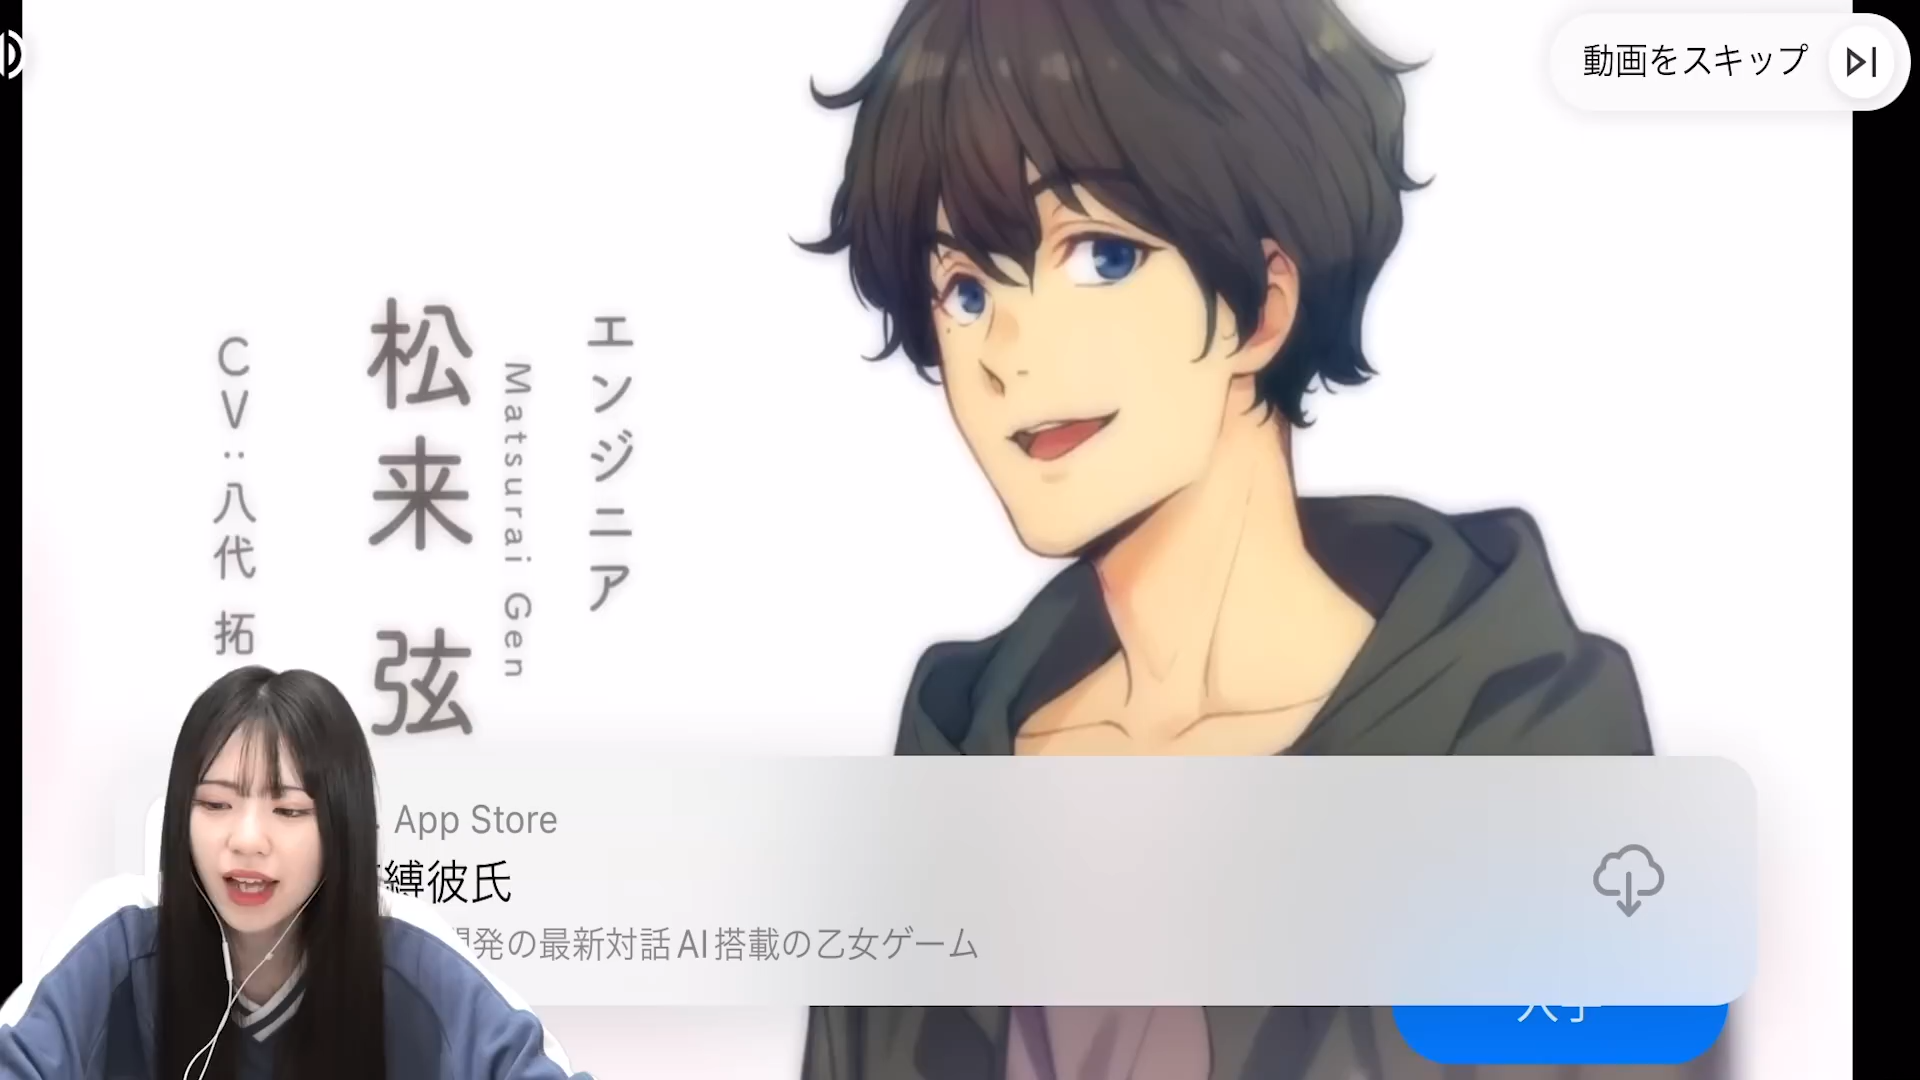 動画をスキップ
エンジニア
Matsurai Gen
松来 弦
CV:八代 拓
App Store
縛彼氏
発の最新対話AI搭載の乙女ゲーム
入手